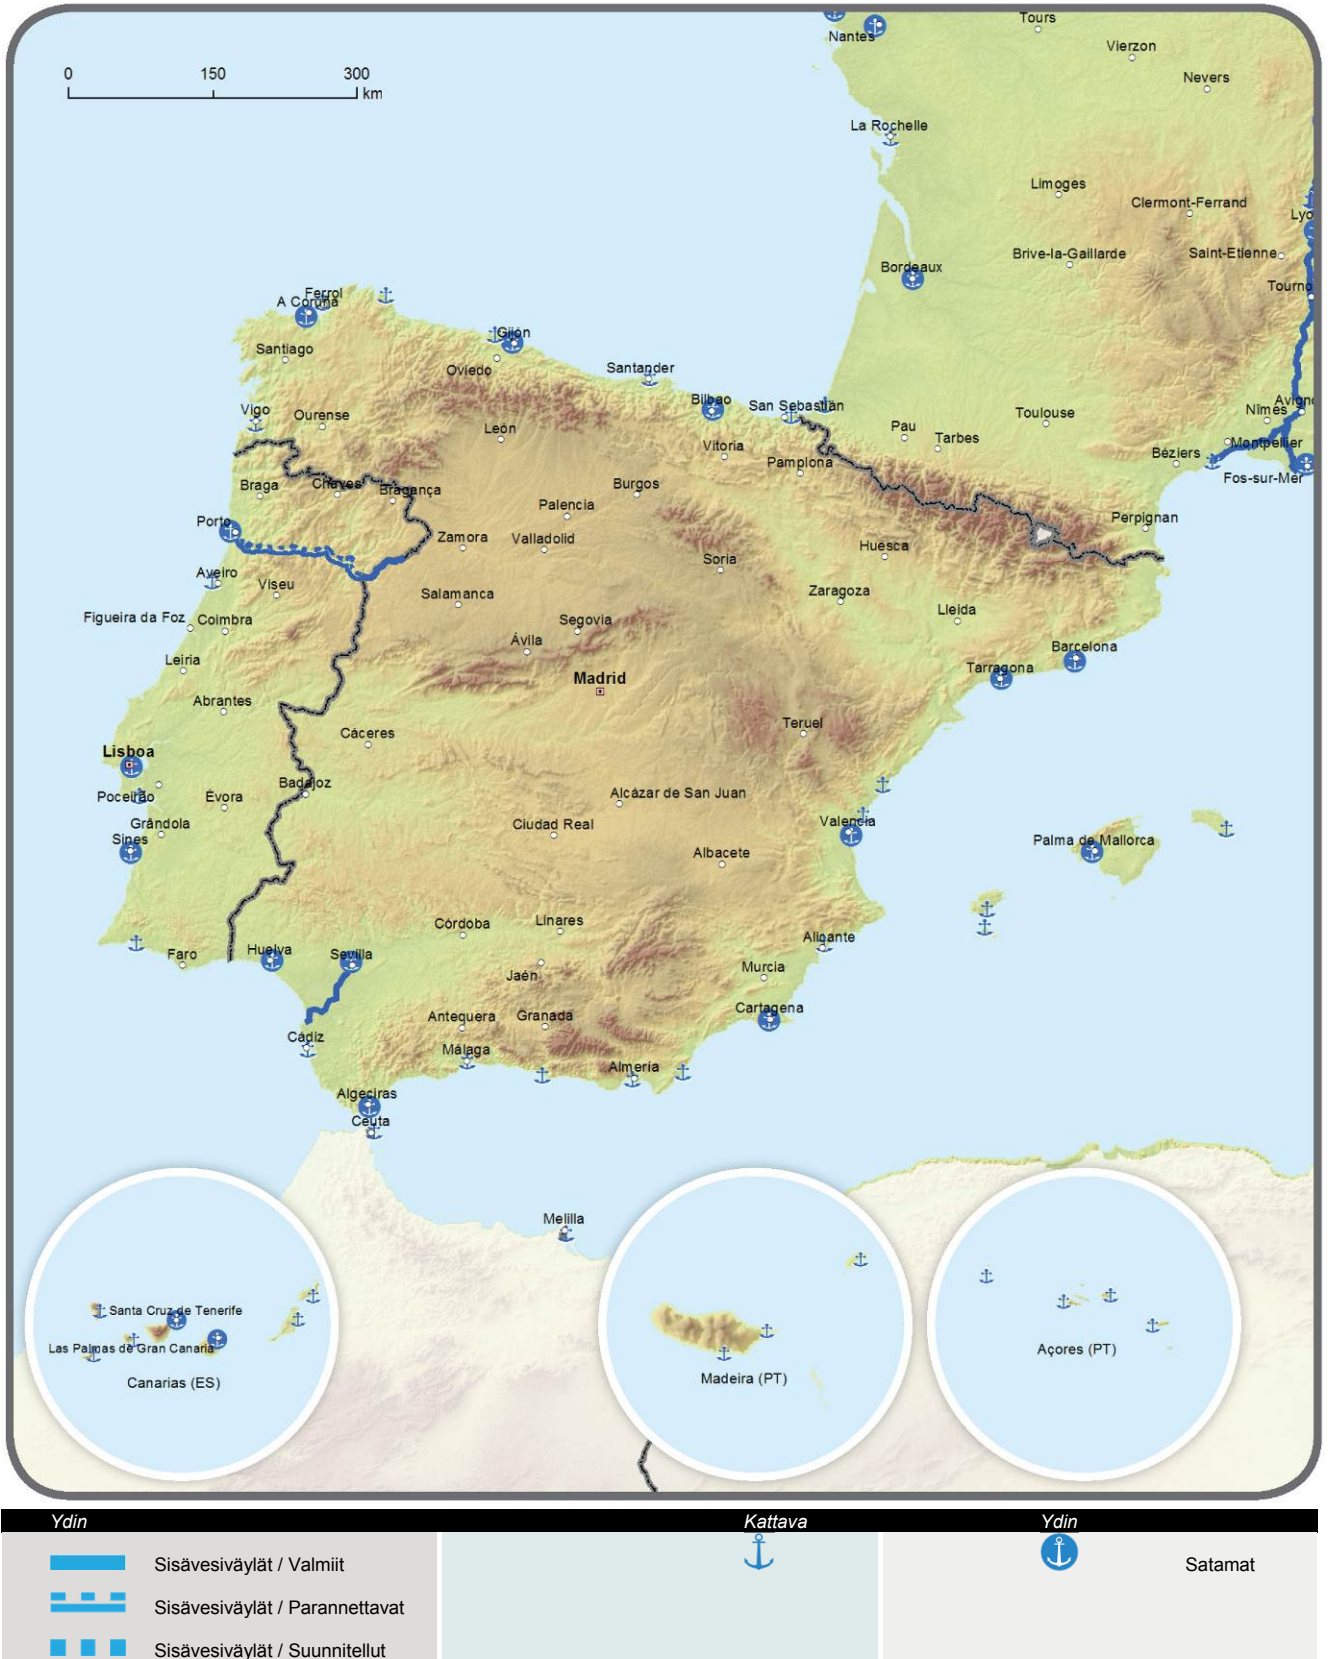 Tours
Nantes
Vierzon
0 150 300
km
Nevers
La Rochelle
Limoges
Clermont-Ferrand
Lyo
Brive-la-Gaillarde
Saint-Etienne
Bordeaux
Tourno
Ferrol
A Coruña
Gijón
Santiago
Oviedo
Santander
Bilbao
San Sebastián
Avigno
Nîmes
Vigo
Ourense
León
Toulouse
Pau
Tarbes
Montpellier
Vitoria
Béziers
Pamplona
Fos-sur-Mer
Braga
Chaves
Bragança
Burgos
Palencia
Perpignan
Porto
Zamora
Valladolid
Huesca
Soria
Aveiro
Viseu
Salamanca
Zaragoza
Lleida
Figueira da Foz
Coimbra
Segovia
Ávila
Barcelona
Leiria
Tarragona
Madrid
Abrantes
Teruel
Cáceres
Lisboa
Badajoz
Poceirão
Évora
Alcázar de San Juan
Grândola
Ciudad Real
Valencia
Sines
Palma de Mallorca
Albacete
Córdoba
Linares
Alicante
Faro
Huelva
Sevilla
Jaén
Murcia
Cartagena
Antequera
Granada
Cádiz
Málaga
Almería
Algeciras
Ceuta
Melilla
Santa Cruz de Tenerife
Las Palmas de Gran Canaria
Canarias (ES)
Madeira (PT)
Açores (PT)
Ydin Kattava Ydin
Sisävesiväylät / Valmiit
Satamat
Sisävesiväylät / Parannettavat
Sisävesiväylät / Suunnitellut